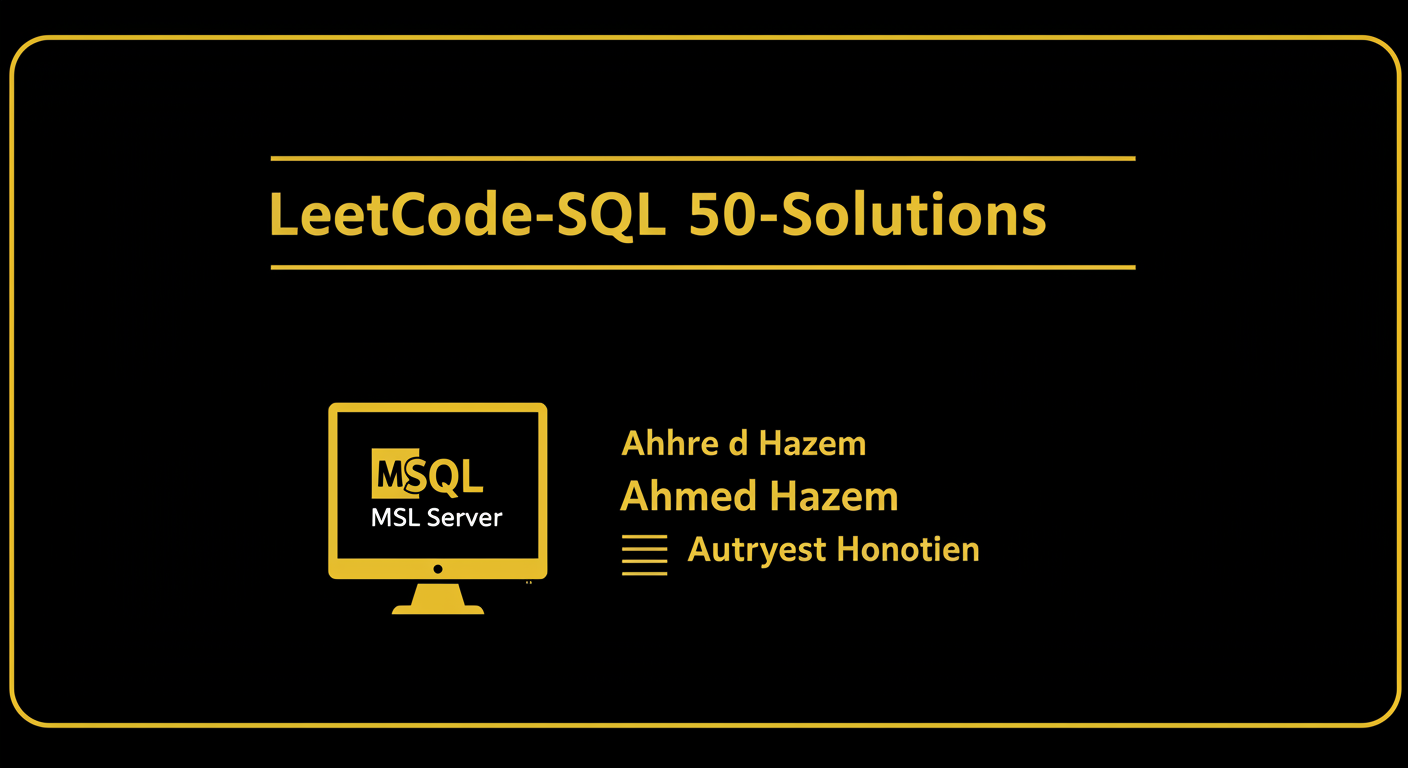 LeetCode-SQL 50-Solutions
MSQL
MSL Server
Ahhre d Hazem
Ahmed Hazem
Autryest Honotien